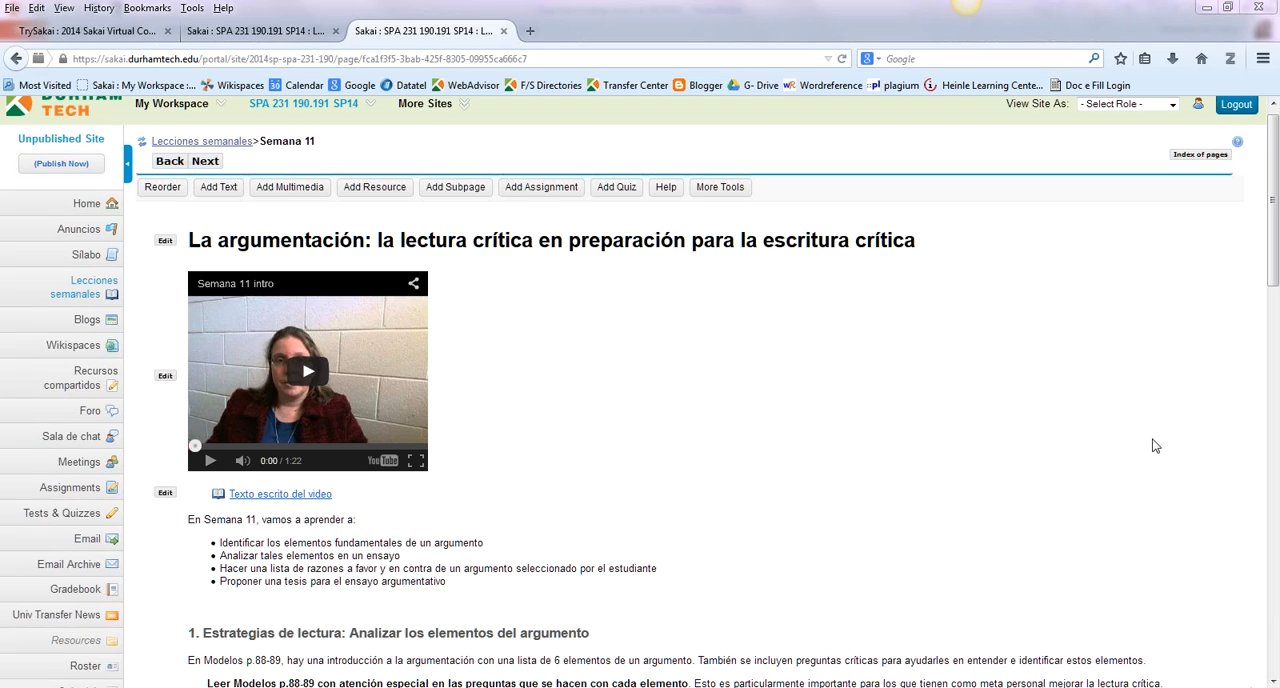 File Edit View History Bookmarks Tools Help
TrySakai : 2014 Sakai Virtual Co... × Sakai : SPA 231 190.191 SP14 : L... × Sakai : SPA 231 190.191 SP14 : L... × +
https://sakai.durhamtech.edu/portal/site/2014sp-spa-231-190/page/fca1f3f5-3bab-425f-8305-09955ca666c7 Google
Most Visited Sakai : My Workspace :... Wikispaces Calendar Google Datatel WebAdvisor F/S Directories Transfer Center Blogger G- Drive Wordreference plagium Heinle Learning Cente... Doc e Fill Login
DURHAM TECH My Workspace SPA 231 190.191 SP14 More Sites View Site As: - Select Role - Logout
Unpublished Site
(Publish Now)
Home
Anuncios
Sílabo
Lecciones semanales
Blogs
Wikispaces
Recursos compartidos
Foro
Sala de chat
Meetings
Assignments
Tests & Quizzes
Email
Email Archive
Gradebook
Univ Transfer News
Resources
Roster
Lecciones semanales>Semana 11
Back Next
Index of pages
Reorder Add Text Add Multimedia Add Resource Add Subpage Add Assignment Add Quiz Help More Tools
Edit La argumentación: la lectura crítica en preparación para la escritura crítica
Semana 11 intro
Edit
0:00 / 1:22 YouTube
Edit Texto escrito del video
En Semana 11, vamos a aprender a:
• Identificar los elementos fundamentales de un argumento
• Analizar tales elementos en un ensayo
• Hacer una lista de razones a favor y en contra de un argumento seleccionado por el estudiante
• Proponer una tesis para el ensayo argumentativo
1. Estrategias de lectura: Analizar los elementos del argumento
En Modelos p.88-89, hay una introducción a la argumentación con una lista de 6 elementos de un argumento. También se incluyen preguntas críticas para ayudarles en entender e identificar estos elementos.
Leer Modelos p.88-89 con atención especial en las preguntas que se hacen con cada elemento. Esto es particularmente importante para los que tienen como meta personal mejorar la lectura crítica.